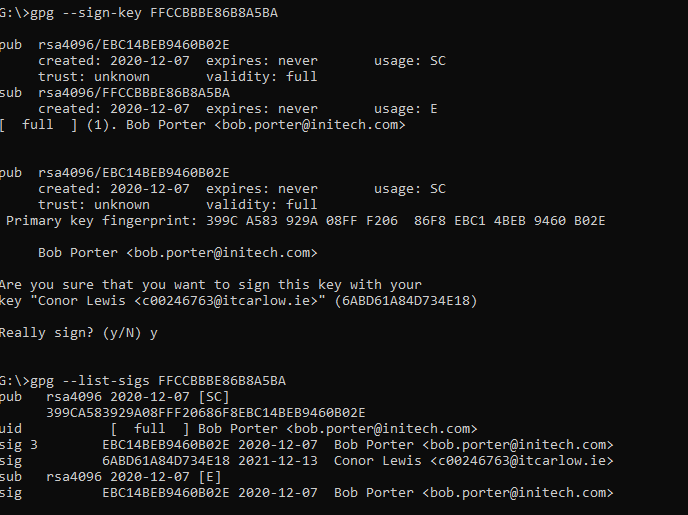 G:\>gpg --sign-key FFCCBBBE86B8A5BA
pub  rsa4096/EBC14BEB9460B02E
     created: 2020-12-07  expires: never       usage: SC
     trust: unknown       validity: full
sub  rsa4096/FFCCBBBE86B8A5BA
     created: 2020-12-07  expires: never       usage: E
[  full  ] (1). Bob Porter <bob.porter@initech.com>
pub  rsa4096/EBC14BEB9460B02E
     created: 2020-12-07  expires: never       usage: SC
 Primary key fingerprint: 399C A583 929A 08FF F206  86F8 EBC1 4BEB 9460 B02E
     Bob Porter <bob.porter@initech.com>
Are you sure that you want to sign this key with your
key "Conor Lewis <c00246763@itcarlow.ie>" (6ABD61A84D734E18)
Really sign? (y/N) y
G:\>gpg --list-sigs FFCCBBBE86B8A5BA
pub   rsa4096 2020-12-07 [SC]
      399CA583929A08FFF20686F8EBC14BEB9460B02E
uid           [  full  ] Bob Porter <bob.porter@initech.com>
sig 3        EBC14BEB9460B02E 2020-12-07  Bob Porter <bob.porter@initech.com>
sig          6ABD61A84D734E18 2021-12-13  Conor Lewis <c00246763@itcarlow.ie>
sub   rsa4096 2020-12-07 [E]
sig          EBC14BEB9460B02E 2020-12-07  Bob Porter <bob.porter@initech.com>